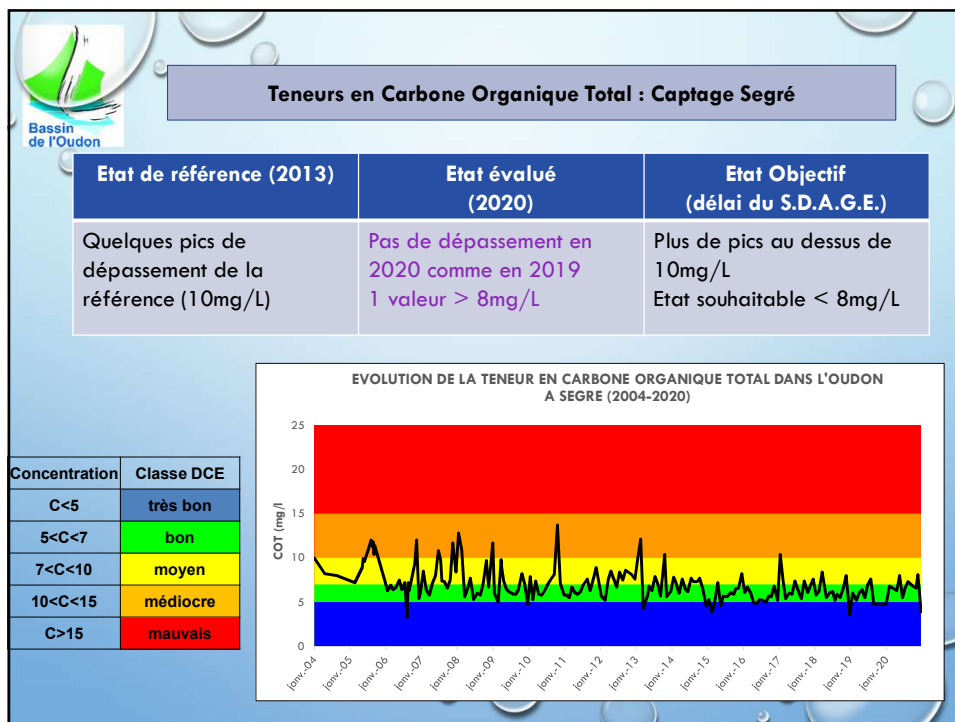 Bassin
de l'Oudon
Teneurs en Carbone Organique Total : Captage Segré
Etat de référence (2013)
Etat évalué
(2020)
Etat Objectif
(délai du S.D.A.G.E.)
Quelques pics de
dépassement de la
référence (10mg/L)
Pas de dépassement en
2020 comme en 2019
1 valeur > 8mg/L
Plus de pics au dessus de
10mg/L
Etat souhaitable < 8mg/L
Concentration Classe DCE
C<5 très bon
5<C<7 bon
7<C<10 moyen
10<C<15 médiocre
C>15 mauvais
EVOLUTION DE LA TENEUR EN CARBONE ORGANIQUE TOTAL DANS L'OUDON
A SEGRE (2004-2020)
COT (mg/l
25
20
15
10
5
0
janv.-04
janv.-05
janv.-06
janv.-07
janv.-08
janv.-09
janv.-10
janv.-11
janv.-12
janv.-13
janv.-14
janv.-15
janv.-16
janv.-17
janv.-18
janv.-19
janv.-20